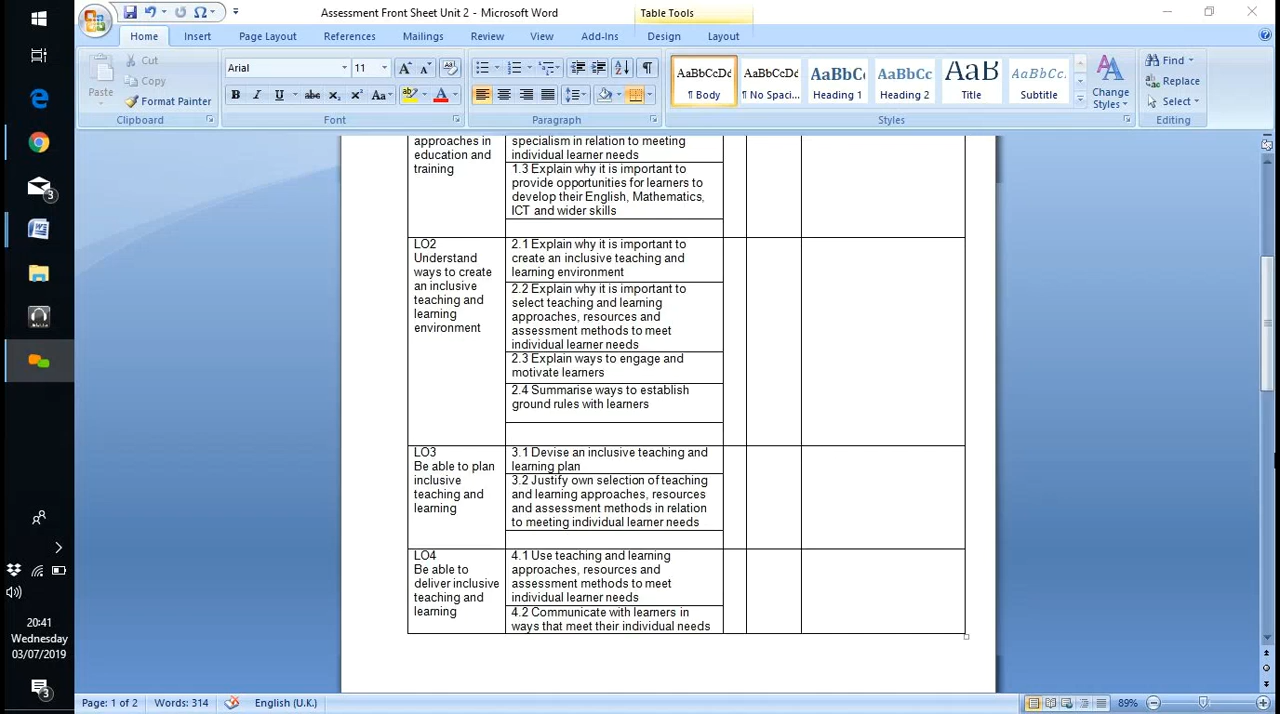 Assessment Front Sheet Unit 2 - Microsoft Word
Table Tools
Home Insert Page Layout References Mailings Review View Add-Ins Design Layout
Paste
Cut
Copy
Format Painter
Clipboard
Arial 11
Font
Paragraph
AaBbCcDd AaBbCcDd AaBbC AaBbCc AaB AaBbCc
¶ Body ¶ No Spaci... Heading 1 Heading 2 Title Subtitle
Change
Styles
Styles
Find
Replace
Select
Editing
approaches in
education and
training
specialism in relation to meeting
individual learner needs
1.3 Explain why it is important to
provide opportunities for learners to
develop their English, Mathematics,
ICT and wider skills
LO2
Understand
ways to create
an inclusive
teaching and
learning
environment
2.1 Explain why it is important to
create an inclusive teaching and
learning environment
2.2 Explain why it is important to
select teaching and learning
approaches, resources and
assessment methods to meet
individual learner needs
2.3 Explain ways to engage and
motivate learners
2.4 Summarise ways to establish
ground rules with learners
LO3
Be able to plan
inclusive
teaching and
learning
3.1 Devise an inclusive teaching and
learning plan
3.2 Justify own selection of teaching
and learning approaches, resources
and assessment methods in relation
to meeting individual learner needs
LO4
Be able to
deliver inclusive
teaching and
learning
4.1 Use teaching and learning
approaches, resources and
assessment methods to meet
individual learner needs
4.2 Communicate with learners in
ways that meet their individual needs
3
20:41
Wednesday
03/07/2019
3
Page: 1 of 2 Words: 314 English (U.K.) 89%